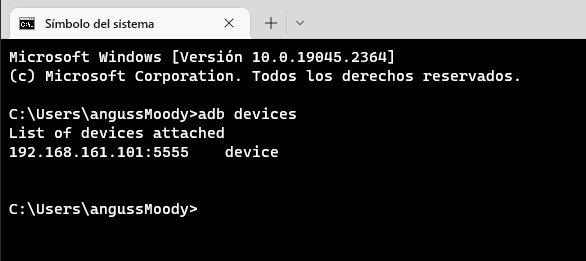 Símbolo del sistema
Microsoft Windows [Versión 10.0.19045.2364]
(c) Microsoft Corporation. Todos los derechos reservados.
C:\Users\angussMoody>adb devices
List of devices attached
192.168.161.101:5555    device
C:\Users\angussMoody>